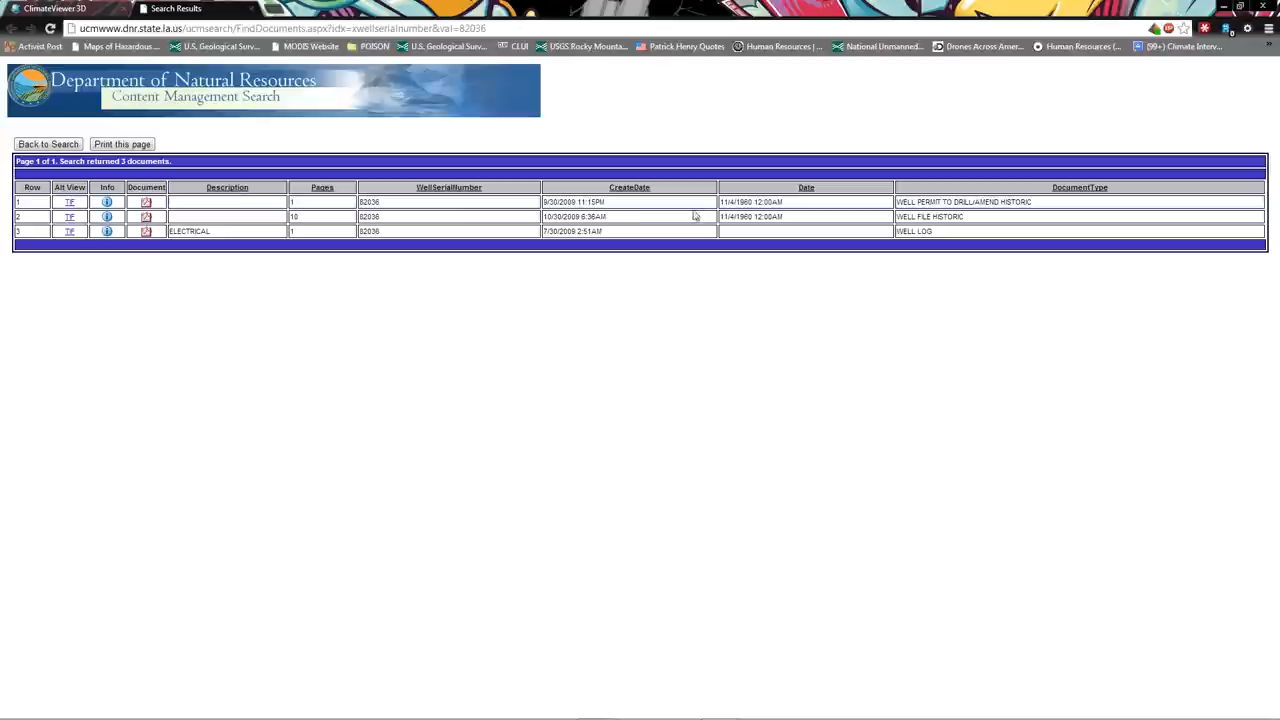 ClimateViewer 3D
Search Results
ucmwww.dnr.state.la.us/ucmsearch/FindDocuments.aspx?idx=xwellserialnumber&val=82036
Activist Post Maps of Hazardous... U.S. Geological Surv... MODIS Website POISON U.S. Geological Surv... CLUI USGS Rocky Mounta... Patrick Henry Quotes Human Resources |... National Unmanned... Drones Across Amer... Human Resources (... (99+) Climate Interv...
Department of Natural Resources
Content Management Search
Back to Search Print this page
Page 1 of 1. Search returned 3 documents.
Row Alt View Info Document Description Pages WellSerialNumber CreateDate Date DocumentType
1 TIF 1 82036 9/30/2009 11:15PM 11/4/1960 12:00AM WELL PERMIT TO DRILL/AMEND HISTORIC
2 TIF 10 82036 10/30/2009 6:36AM 11/4/1960 12:00AM WELL FILE HISTORIC
3 TIF ELECTRICAL 1 82036 7/30/2009 2:51AM WELL LOG